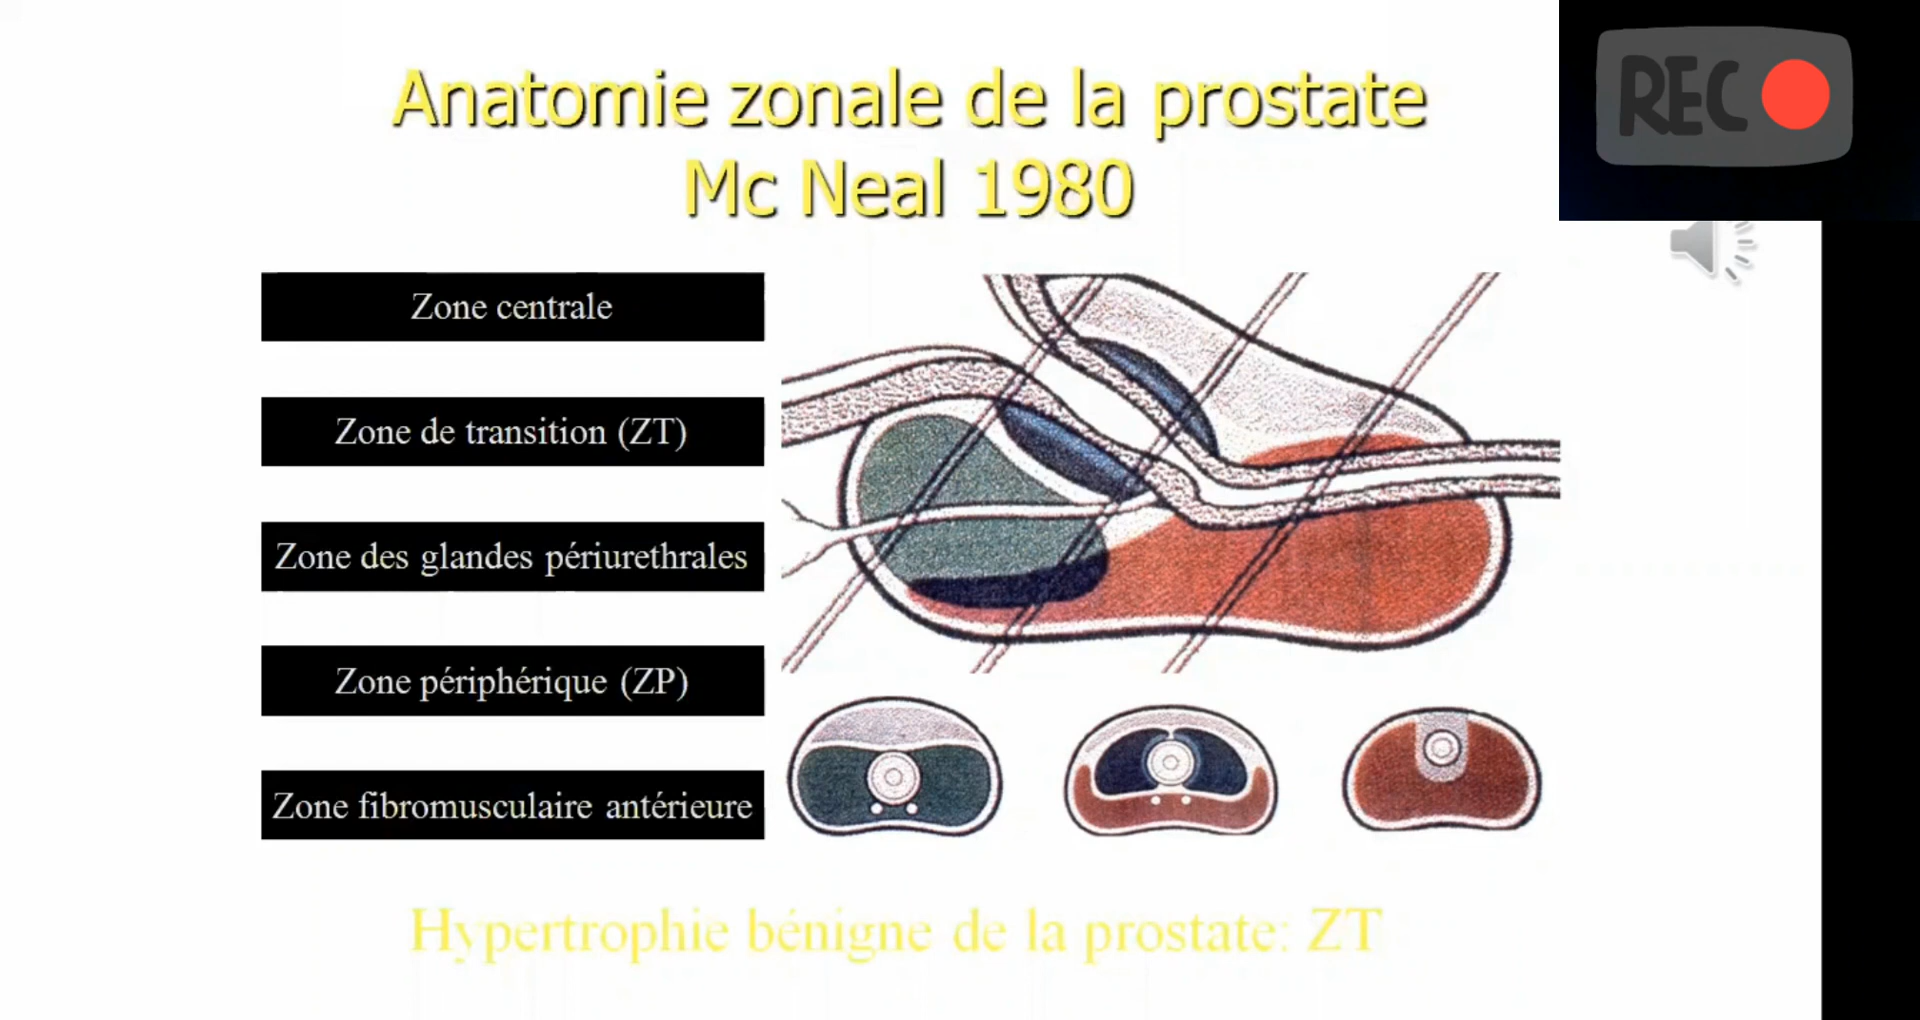 Anatomie zonale de la prostate
Mc Neal 1980
REC
Zone centrale
Zone de transition (ZT)
Zone des glandes périurethrales
Zone périphérique (ZP)
Zone fibromusculaire antérieure
Hypertrophie bénigne de la prostate: ZT